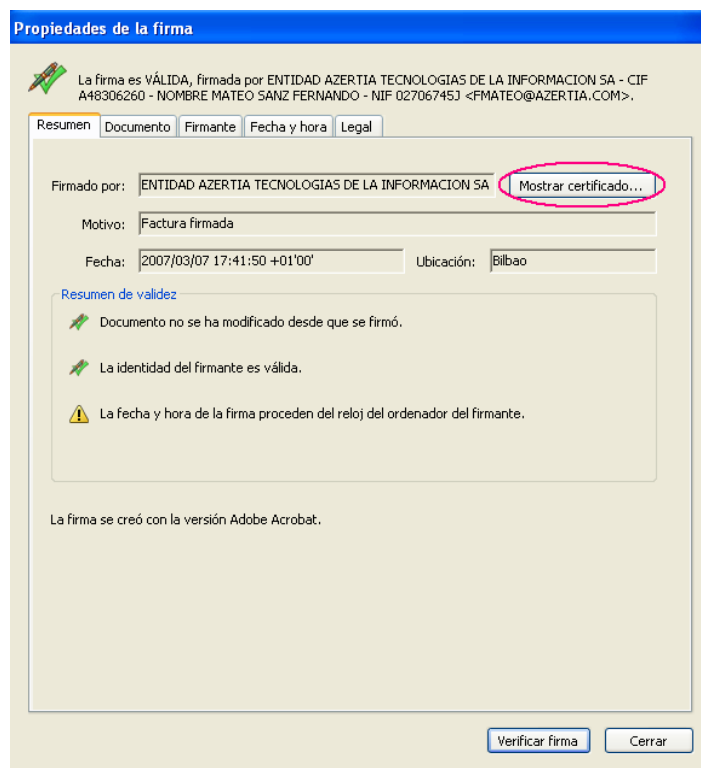 Propiedades de la firma
La firma es VÁLIDA, firmada por ENTIDAD AZERTIA TECNOLOGIAS DE LA INFORMACION SA - CIF
A48306260 - NOMBRE MATEO SANZ FERNANDO - NIF 02706745J <FMATEO@AZERTIA.COM>.
Resumen Documento Firmante Fecha y hora Legal
Firmado por: ENTIDAD AZERTIA TECNOLOGIAS DE LA INFORMACION SA Mostrar certificado...
Motivo: Factura firmada
Fecha: 2007/03/07 17:41:50 +01'00' Ubicación: Bilbao
Resumen de validez
Documento no se ha modificado desde que se firmó.
La identidad del firmante es válida.
La fecha y hora de la firma proceden del reloj del ordenador del firmante.
La firma se creó con la versión Adobe Acrobat.
Verificar firma Cerrar